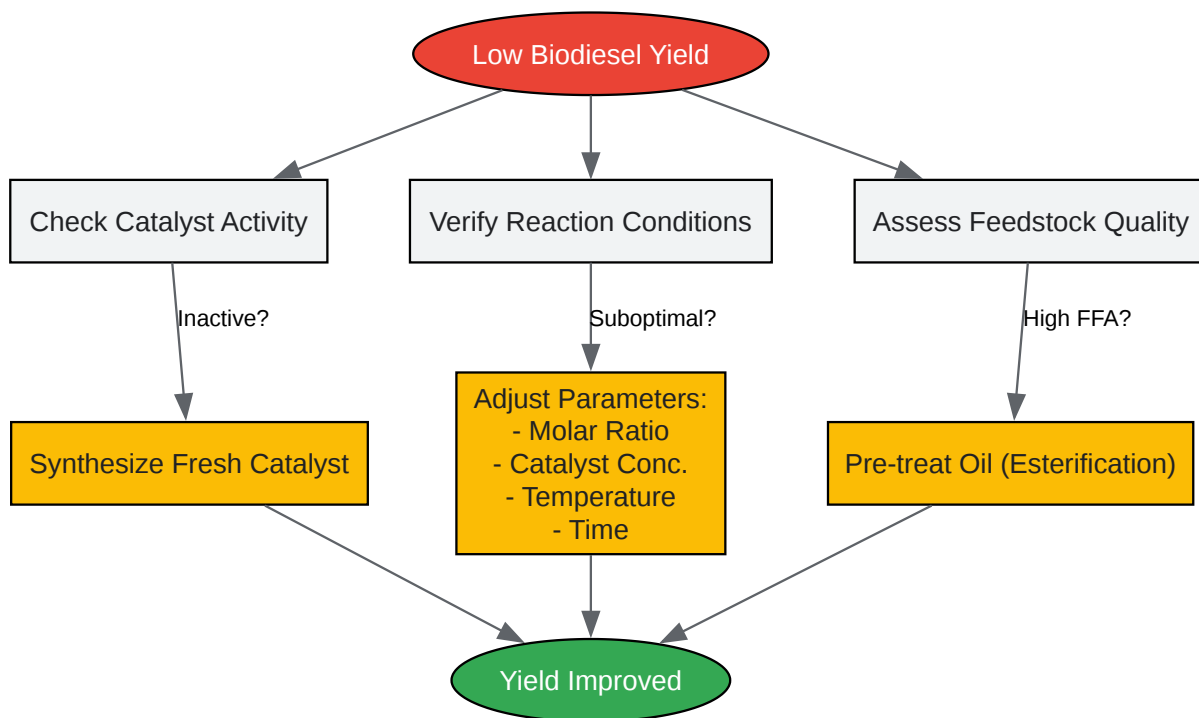 Low Biodiesel Yield
Check Catalyst Activity
Verify Reaction Conditions
Assess Feedstock Quality
Inactive?
Suboptimal?
High FFA?
Synthesize Fresh Catalyst
Adjust Parameters:
- Molar Ratio
- Catalyst Conc.
- Temperature
- Time
Pre-treat Oil (Esterification)
Yield Improved